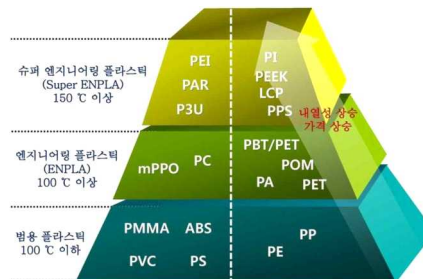 슈퍼 엔지니어링 플라스틱
(Super ENPLA)
150 ℃ 이상
PEI
PAR
P3U
PI
PEEK
LCP
PPS
내열성 상승
가격 상승
엔지니어링 플라스틱
(ENPLA)
100 ℃ 이상
mPPO
PC
PBT/PET
POM
PA
PET
범용 플라스틱
100 ℃ 이하
PMMA
ABS
PVC
PS
PP
PE